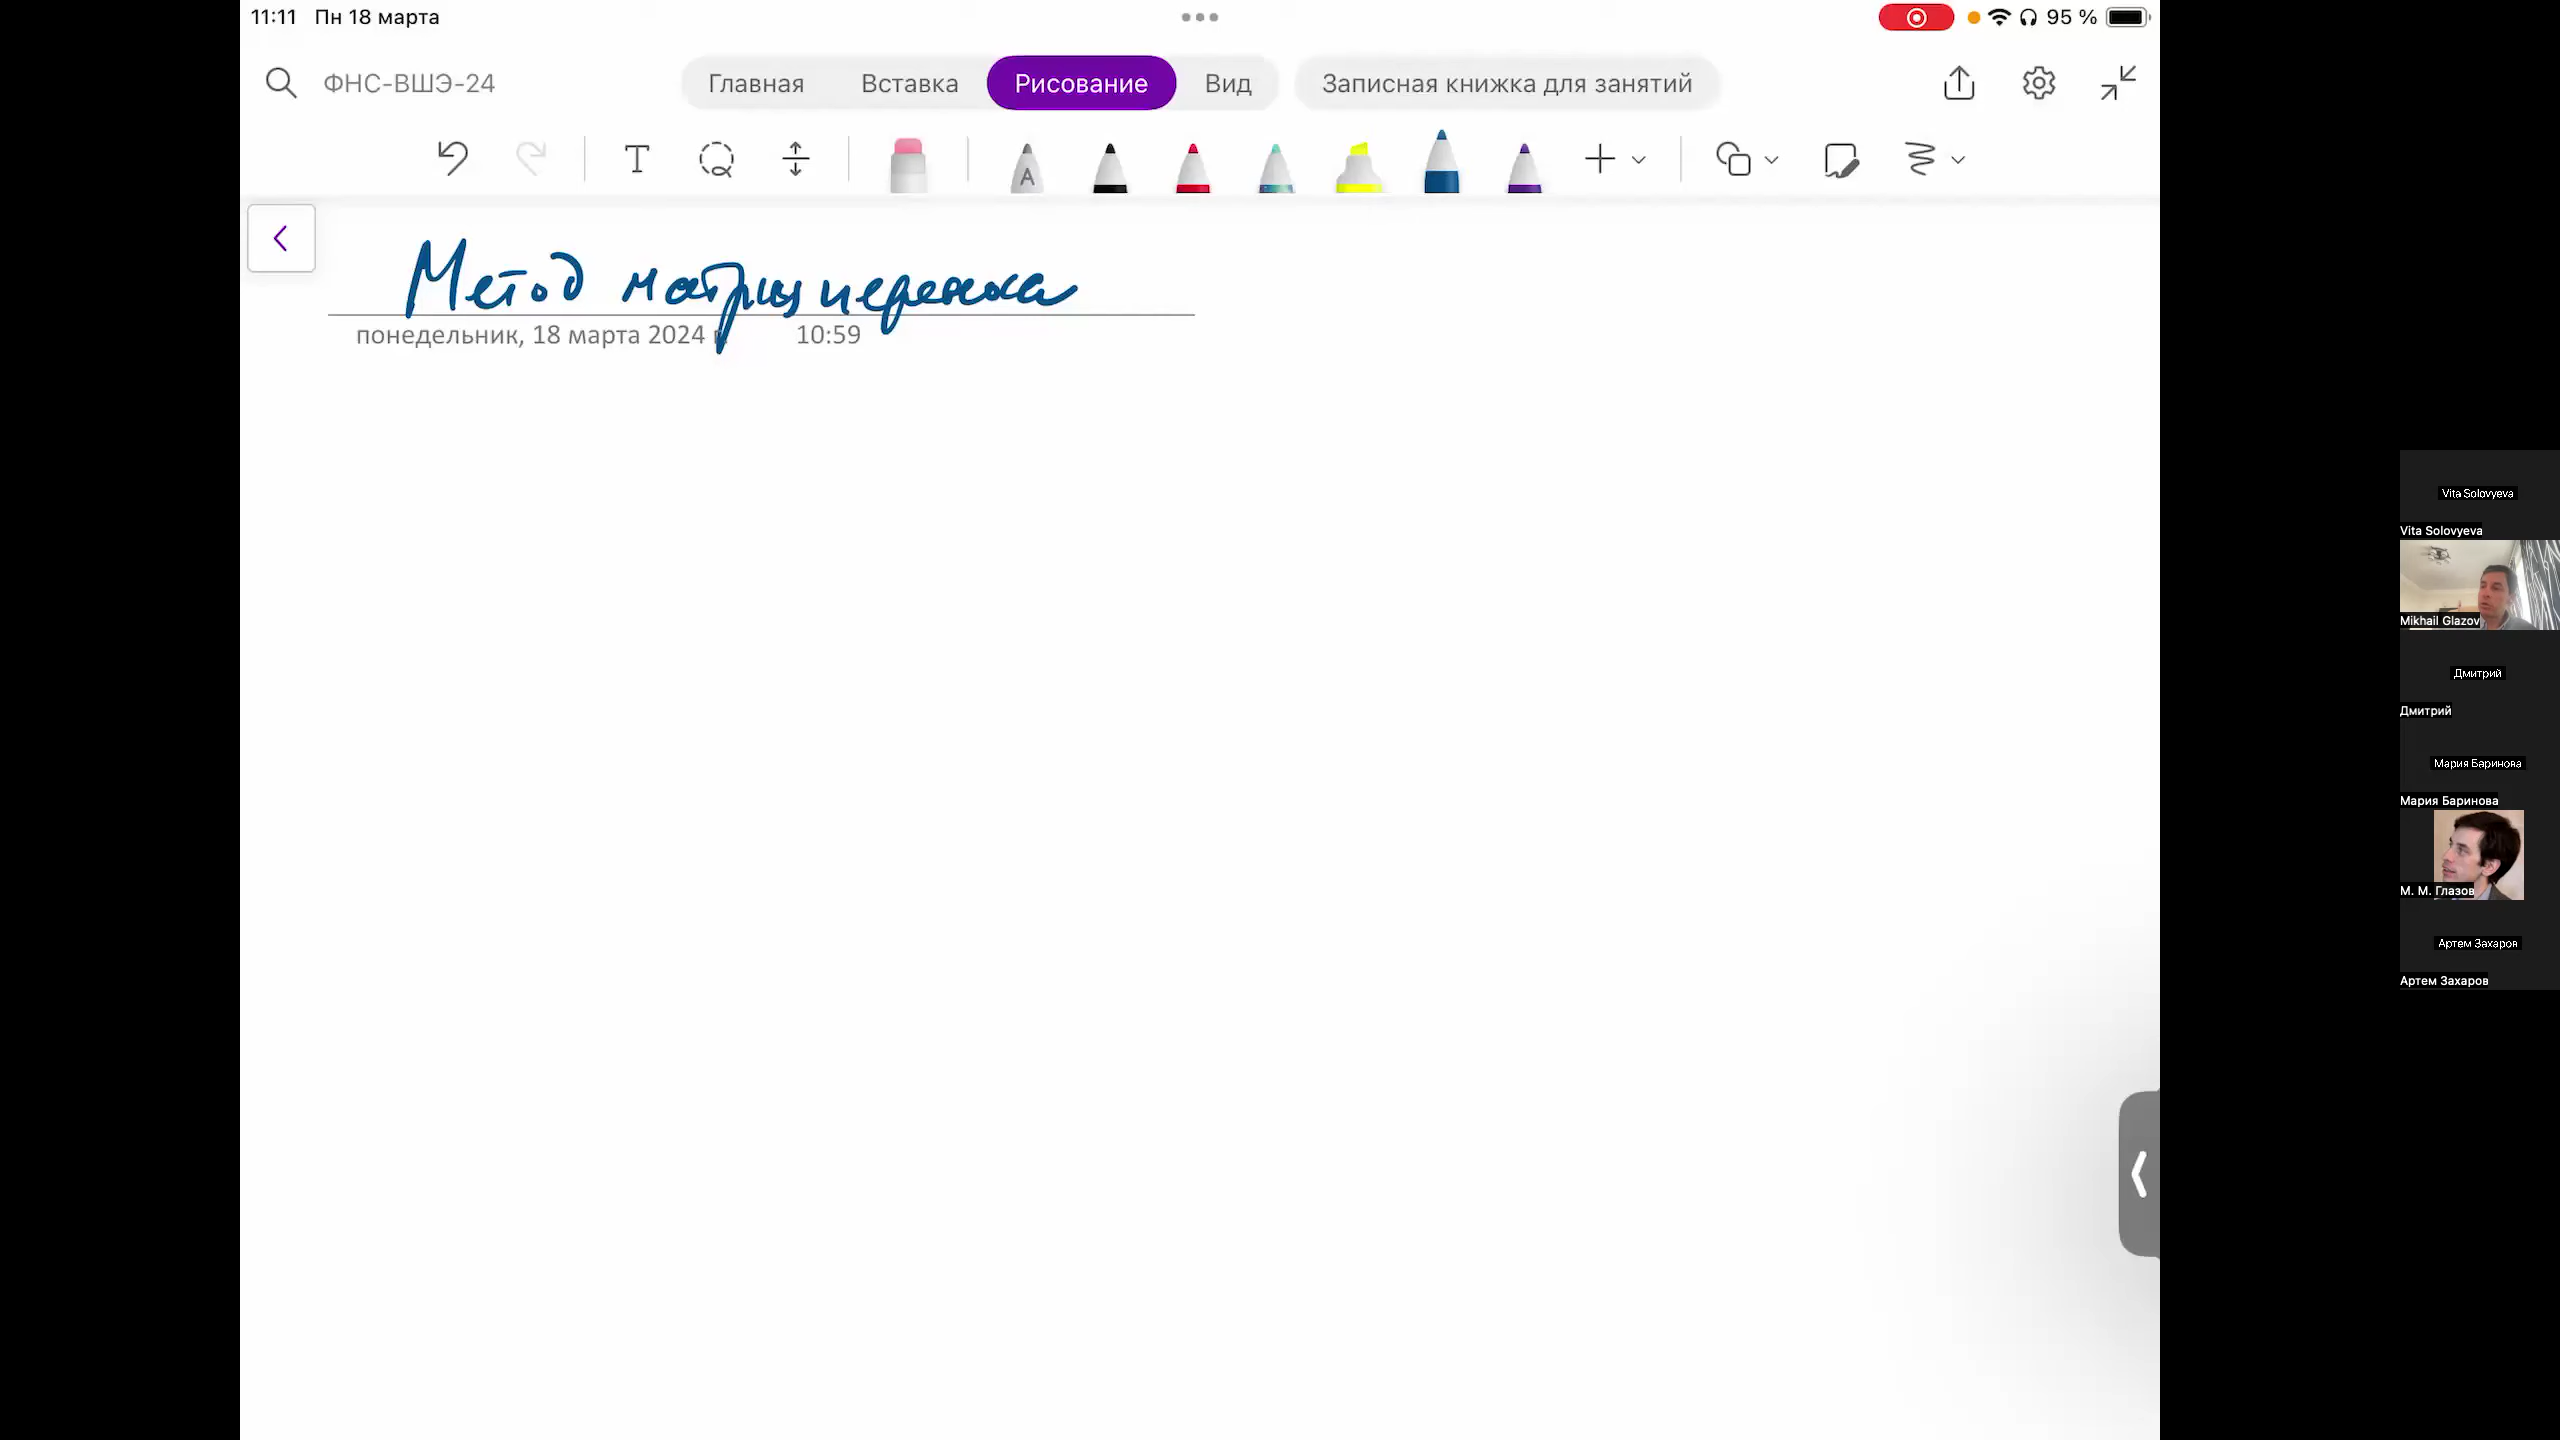 11:11 Пн 18 марта
95 %
ФНС-ВШЭ-24
Главная Вставка Рисование Вид Записная книжка для занятий
T
A
Метод матриц переноса
понедельник, 18 марта 2024 г. 10:59
Vita Solovyeva
Vita Solovyeva
Mikhail Glazov
Дмитрий
Дмитрий
Мария Баринова
Мария Баринова
М. М. Глазов
Артем Захаров
Артем Захаров